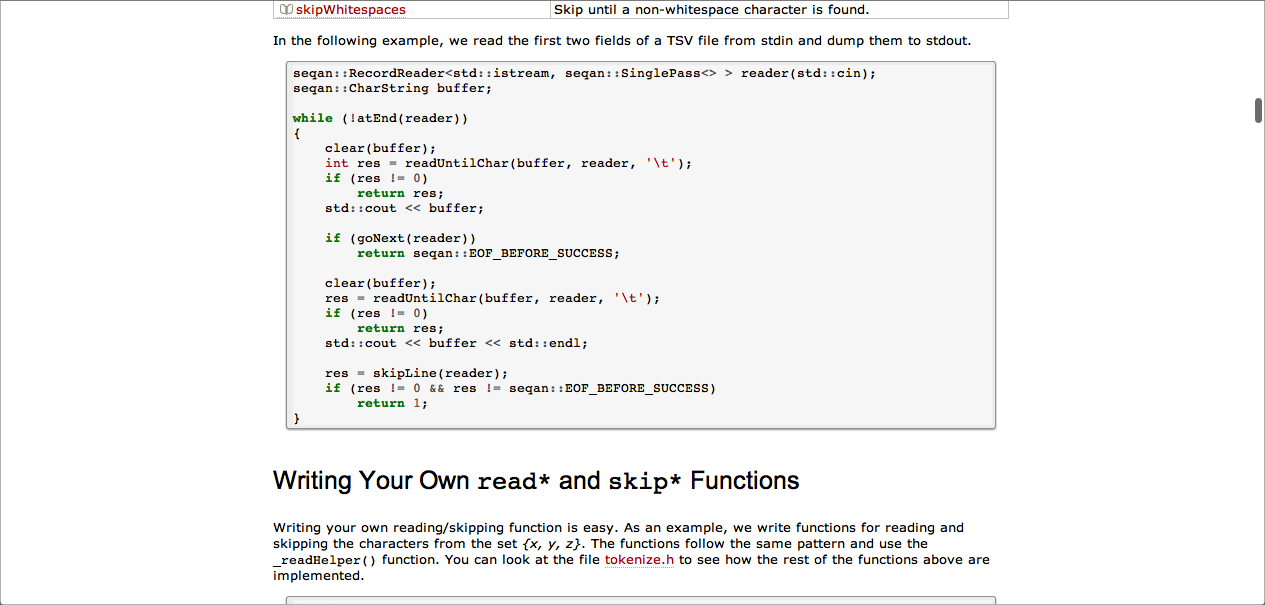 skipWhitespaces Skip until a non-whitespace character is found.
In the following example, we read the first two fields of a TSV file from stdin and dump them to stdout.
seqan::RecordReader<std::istream, seqan::SinglePass<> > reader(std::cin);
seqan::CharString buffer;
while (!atEnd(reader))
{
    clear(buffer);
    int res = readUntilChar(buffer, reader, '\t');
    if (res != 0)
        return res;
    std::cout << buffer;
    if (goNext(reader))
        return seqan::EOF_BEFORE_SUCCESS;
    clear(buffer);
    res = readUntilChar(buffer, reader, '\t');
    if (res != 0)
        return res;
    std::cout << buffer << std::endl;
    res = skipLine(reader);
    if (res != 0 && res != seqan::EOF_BEFORE_SUCCESS)
        return 1;
}
Writing Your Own read* and skip* Functions
Writing your own reading/skipping function is easy. As an example, we write functions for reading and
skipping the characters from the set {x, y, z}. The functions follow the same pattern and use the
_readHelper() function. You can look at the file tokenize.h to see how the rest of the functions above are
implemented.